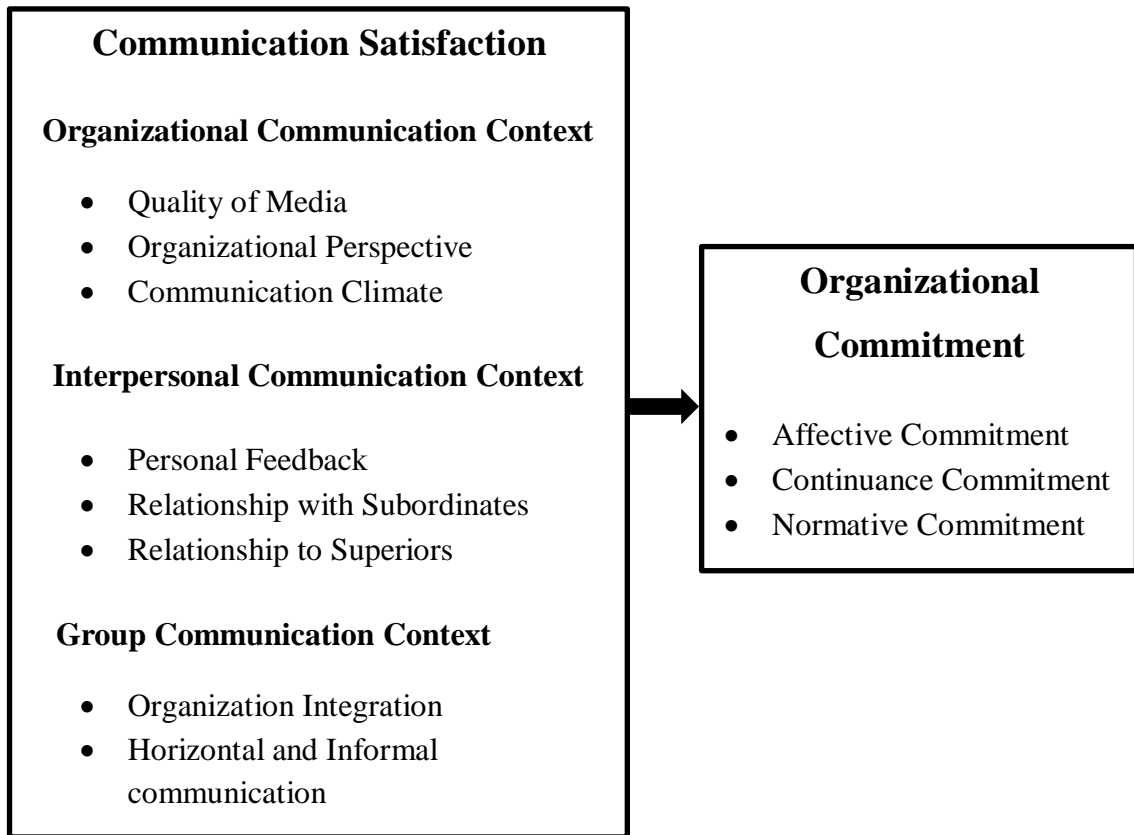 Communication Satisfaction
Organizational Communication Context
• Quality of Media
• Organizational Perspective
• Communication Climate
Interpersonal Communication Context
• Personal Feedback
• Relationship with Subordinates
• Relationship to Superiors
Group Communication Context
• Organization Integration
• Horizontal and Informal
communication
Organizational
Commitment
• Affective Commitment
• Continuance Commitment
• Normative Commitment